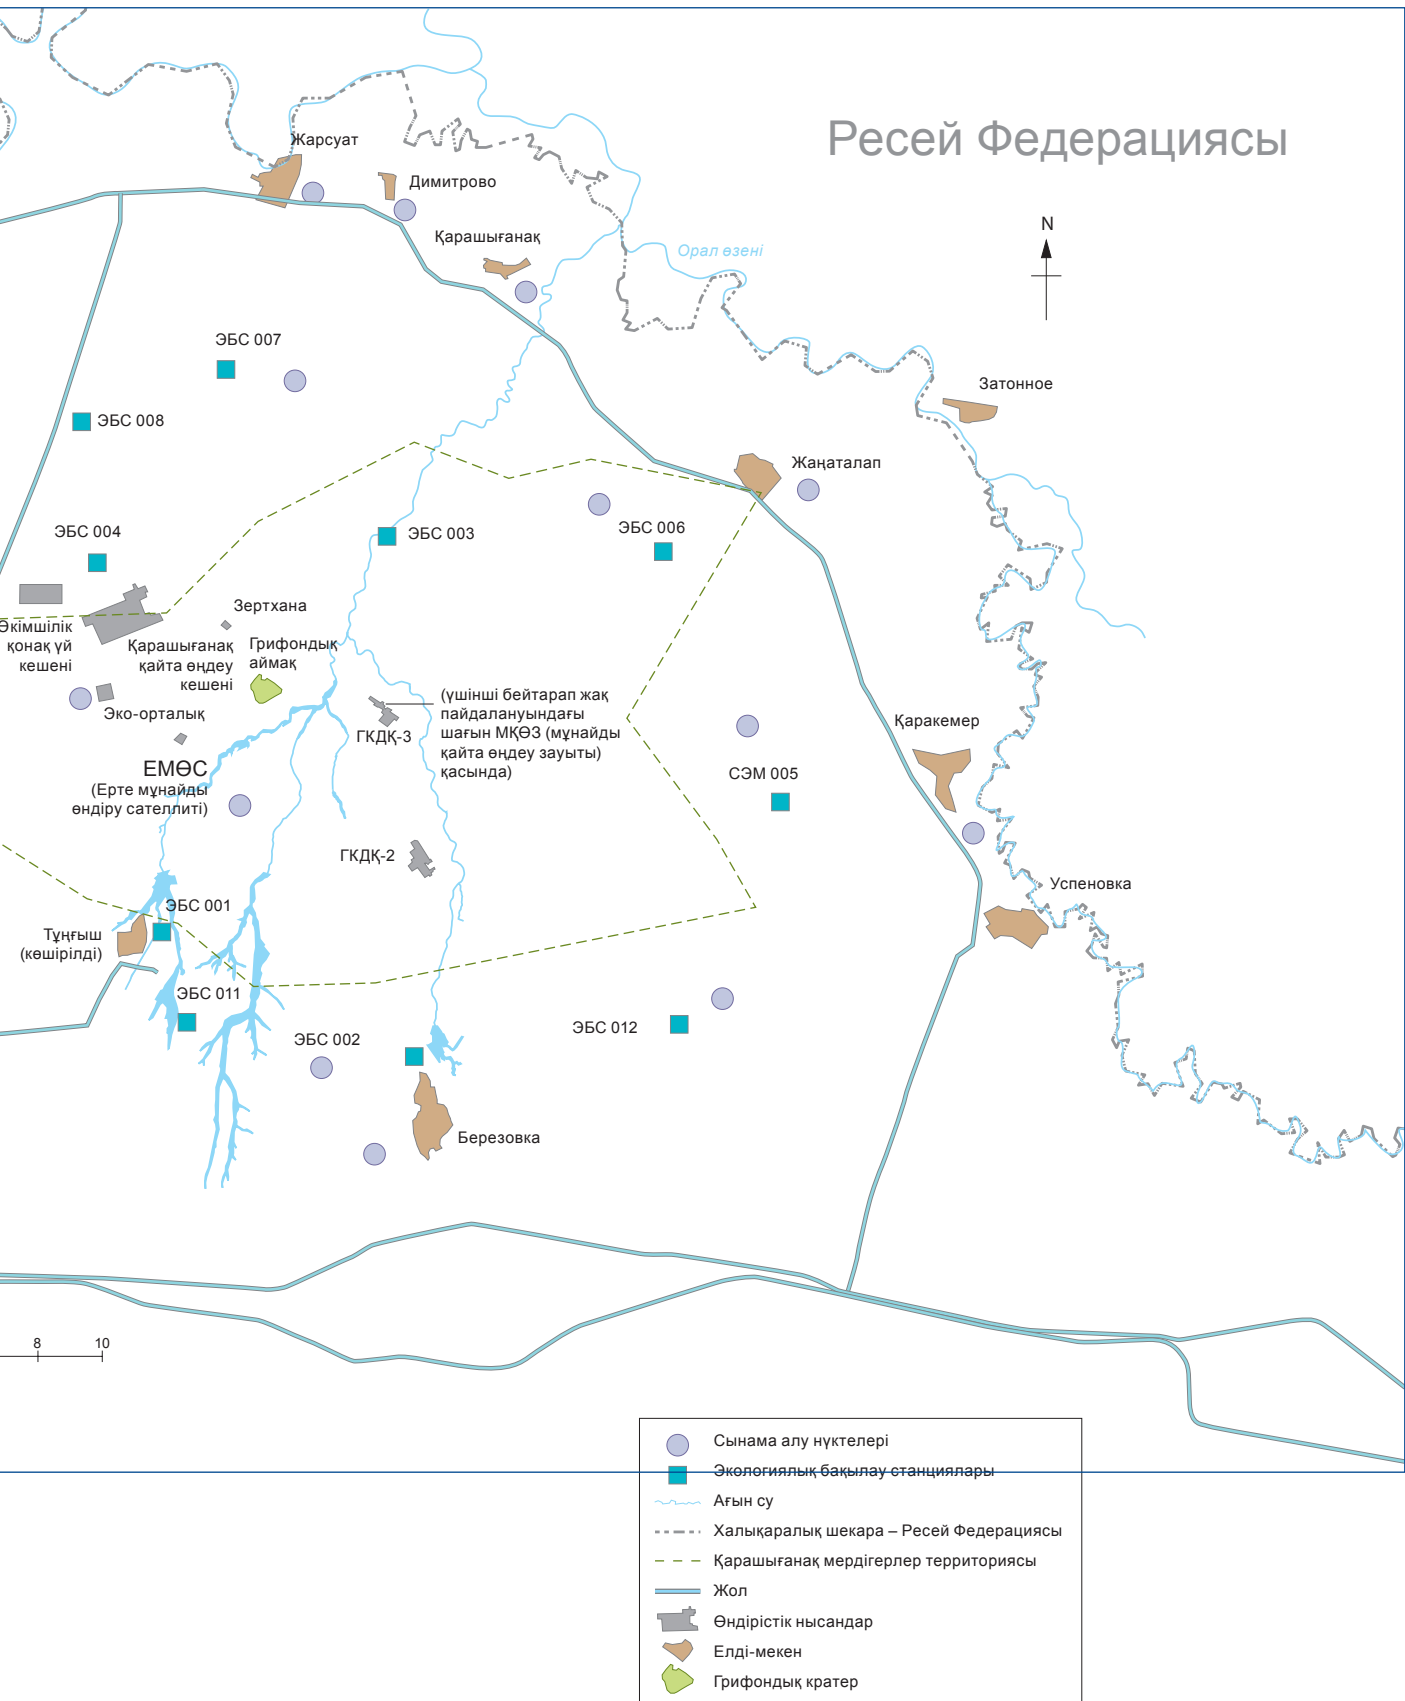 Ресей Федерациясы
Жарсуат
Димитрово
Қарашығанақ
Орал өзені
N
ЭБС 007
ЭБС 008
Затонное
Жаңаталап
ЭБС 004
ЭБС 003
ЭБС 006
Зертхана
Әкімшілік
қонақ үй
кешені
Қарашығанақ
қайта өңдеу
кешені
Грифондық
аймақ
Эко-орталық
ГКДҚ-3
(үшінші бейтарап жақ
пайдалануындағы
шағын МҚӨЗ (мұнайды
қайта өңдеу зауыты)
қасында)
Қаракемер
СЭМ 005
ЕМӨС
(Ерте мұнайды
өндіру сателлиті)
ГКДҚ-2
Успеновка
ЭБС 001
Тұңғыш
(көшірілді)
ЭБС 011
ЭБС 002
ЭБС 012
Березовка
8 10
Сынама алу нүктелері
Экологиялық бақылау станциялары
Ағын су
Халықаралық шекара – Ресей Федерациясы
Қарашығанақ мердігерлер территориясы
Жол
Өндірістік нысандар
Елді-мекен
Грифондық кратер